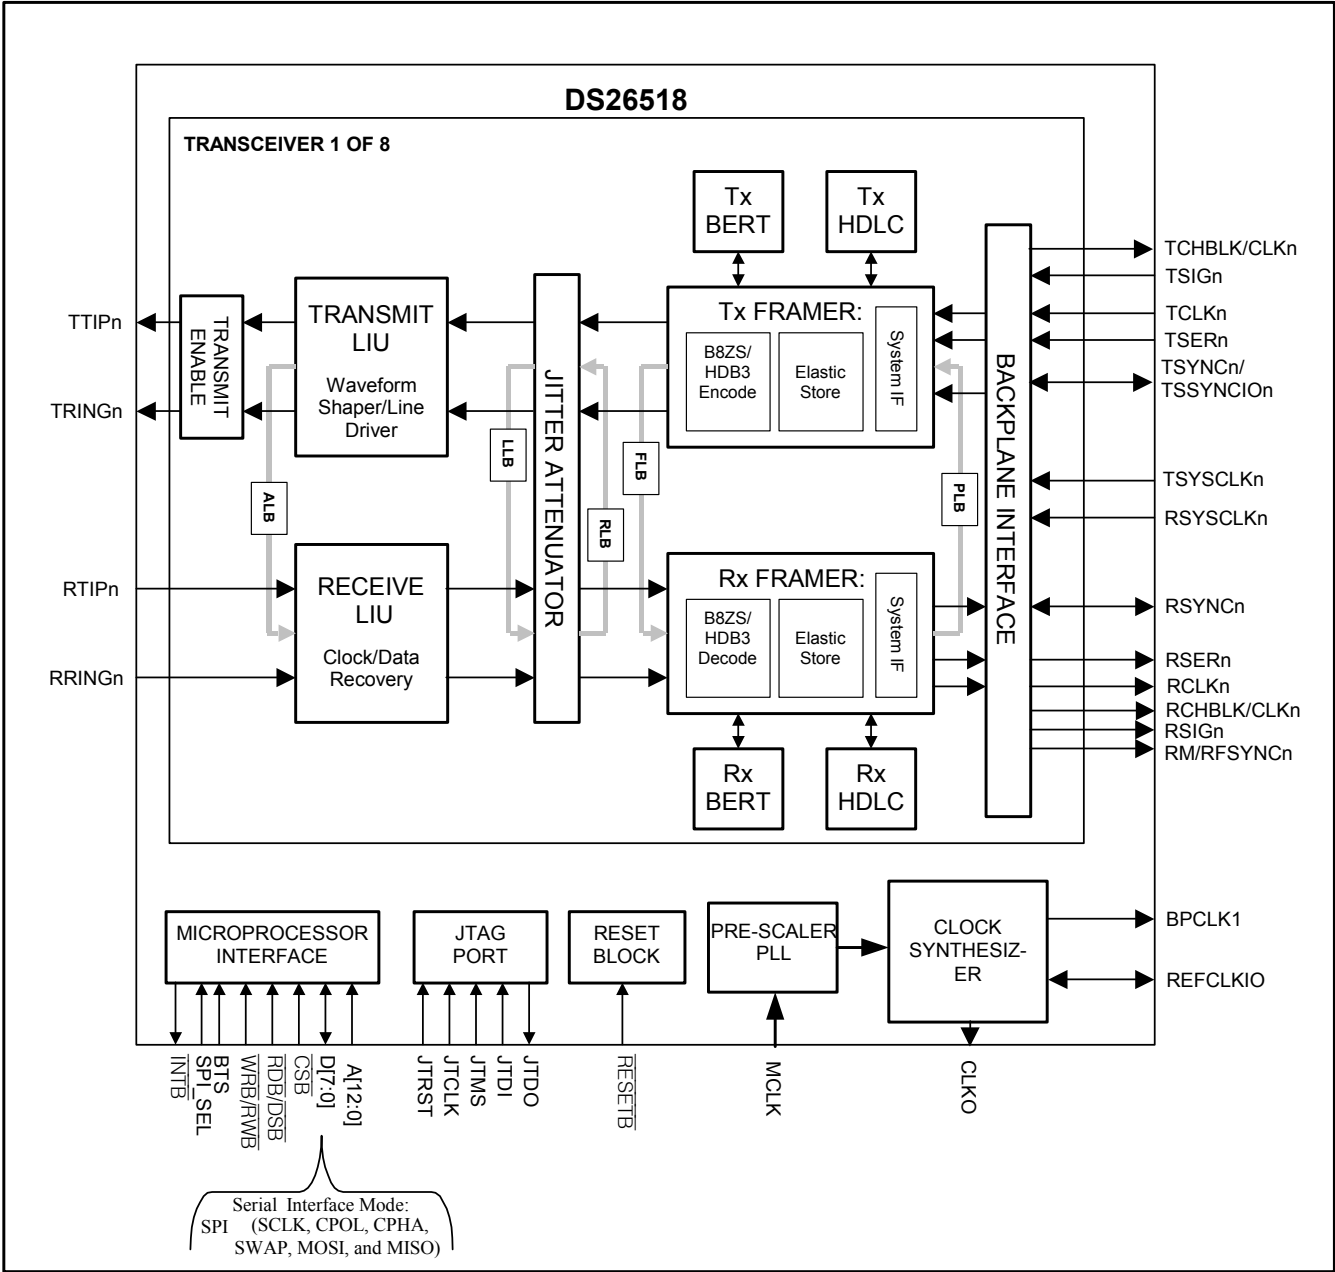 DS26518
TRANSCEIVER 1 OF 8
Tx
BERT
Tx
HDLC
TCHBLK/CLKn
TSIGn
TCLKn
TSERn
TSYNCn/
TSSYNCIOn
TSYSCLKn
RSYSCLKn
RSYNCn
RSERn
RCLKn
RCHBLK/CLKn
RSIGn
RM/RFSYNCn
TTIPn
TRINGn
RTIPn
RRINGn
TRANSMIT
ENABLE
TRANSMIT
LIU
Waveform
Shaper/Line
Driver
ALB
RECEIVE
LIU
Clock/Data
Recovery
LLB
JITTER ATTENUATOR
RLB
FLB
Tx FRAMER:
B8ZS/
HDB3
Encode
Elastic
Store
System IF
PLB
BACKPLANE INTERFACE
Rx FRAMER:
B8ZS/
HDB3
Decode
Elastic
Store
System IF
Rx
BERT
Rx
HDLC
MICROPROCESSOR
INTERFACE
JTAG
PORT
RESET
BLOCK
PRE-SCALER
PLL
CLOCK
SYNTHESIZ-
ER
BPCLK1
REFCLKIO
INTB
SPI_SEL
BTS
WRB/RWB
RDB/DSB
CSB
D[7:0]
A[12:0]
JTRST
JTCLK
JTMS
JTDI
JTDO
RESETB
MCLK
CLKO
Serial Interface Mode:
SPI (SCLK, CPOL, CPHA,
SWAP, MOSI, and MISO)